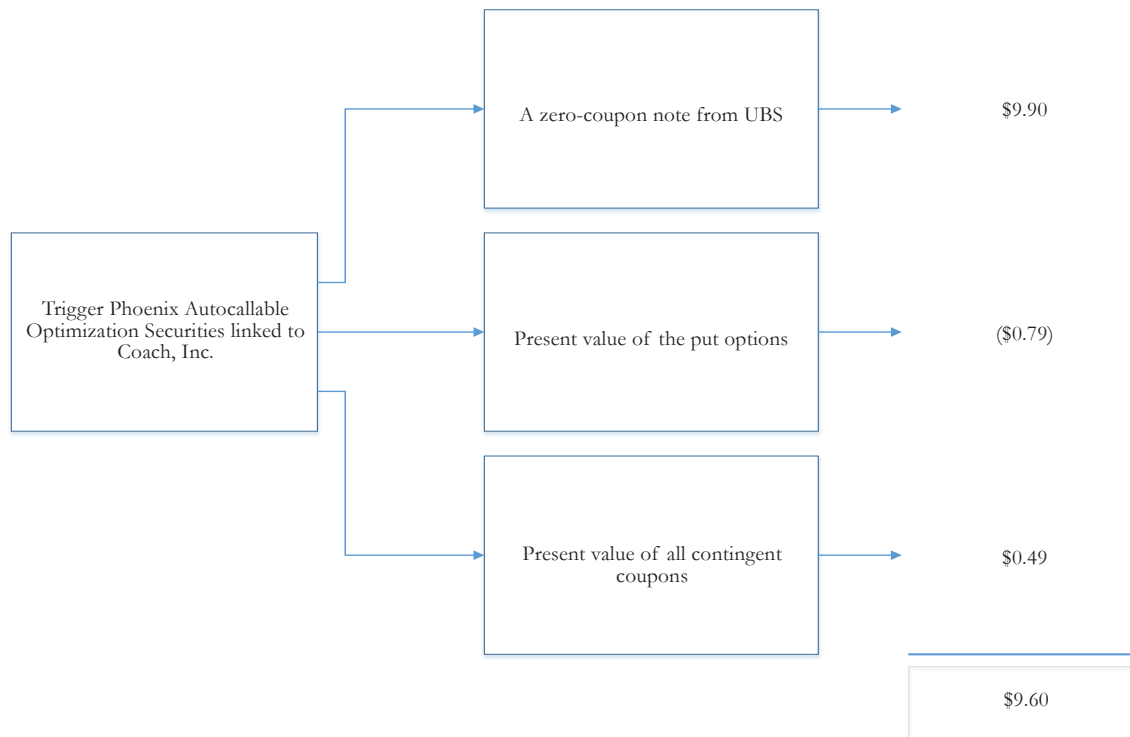 A zero-coupon note from UBS
$9.90
Trigger Phoenix Autocallable
Optimization Securities linked to
Coach, Inc.
Present value of the put options
($0.79)
Present value of all contingent
coupons
$0.49
$9.60